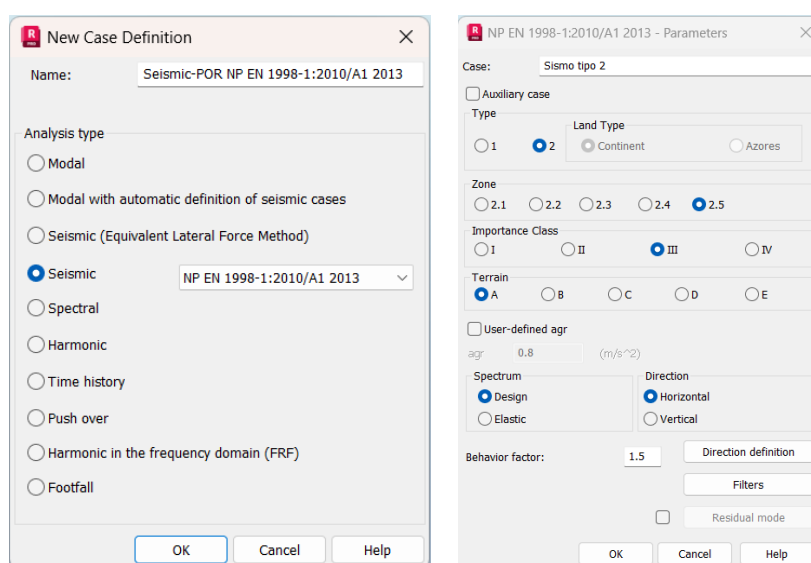 New Case Definition
Name: Seismic-POR NP EN 1998-1:2010/A1 2013
Analysis type
Modal
Modal with automatic definition of seismic cases
Seismic (Equivalent Lateral Force Method)
Seismic NP EN 1998-1:2010/A1 2013
Spectral
Harmonic
Time history
Push over
Harmonic in the frequency domain (FRF)
Footfall
OK Cancel Help
NP EN 1998-1:2010/A1 2013 - Parameters
Case: Sismo tipo 2
Auxiliary case
Type
Land Type
1 2 Continent Azores
Zone
2.1 2.2 2.3 2.4 2.5
Importance Class
I II III IV
Terrain
A B C D E
User-defined agr
agr 0.8 (m/s^2)
Spectrum Direction
Design Horizontal
Elastic Vertical
Behavior factor: 1.5 Direction definition
Filters
Residual mode
OK Cancel Help